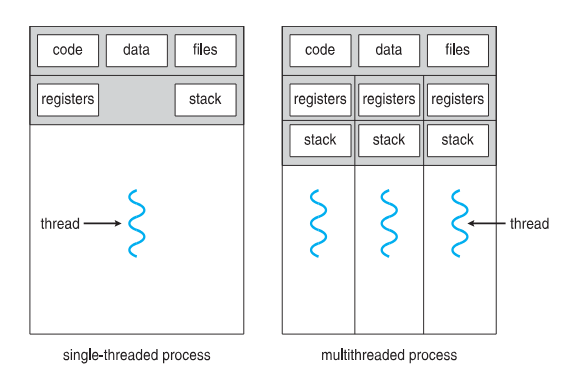 code data files
registers stack
thread
single-threaded process
code data files
registers registers registers
stack stack stack
thread
multithreaded process